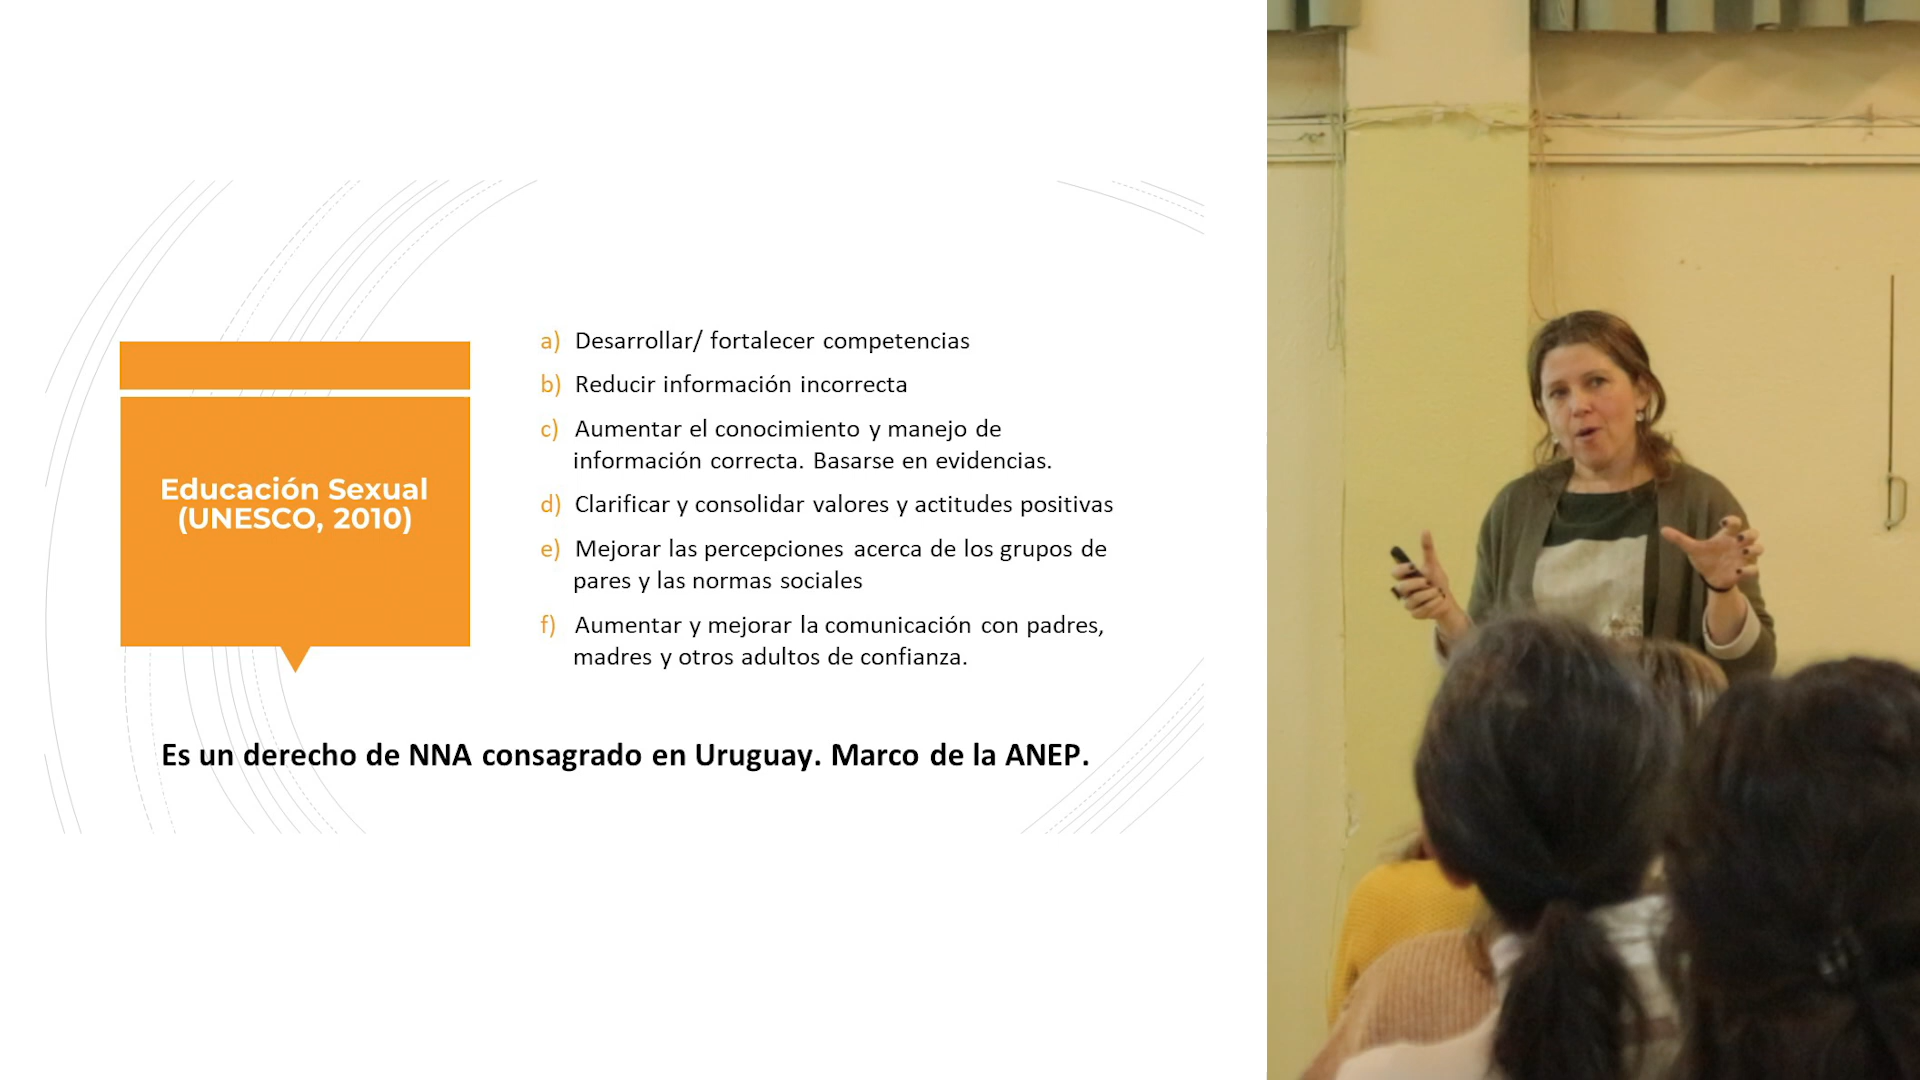 Educación Sexual
(UNESCO, 2010)
a) Desarrollar/ fortalecer competencias
b) Reducir información incorrecta
c) Aumentar el conocimiento y manejo de
información correcta. Basarse en evidencias.
d) Clarificar y consolidar valores y actitudes positivas
e) Mejorar las percepciones acerca de los grupos de
pares y las normas sociales
f) Aumentar y mejorar la comunicación con padres,
madres y otros adultos de confianza.
Es un derecho de NNA consagrado en Uruguay. Marco de la ANEP.